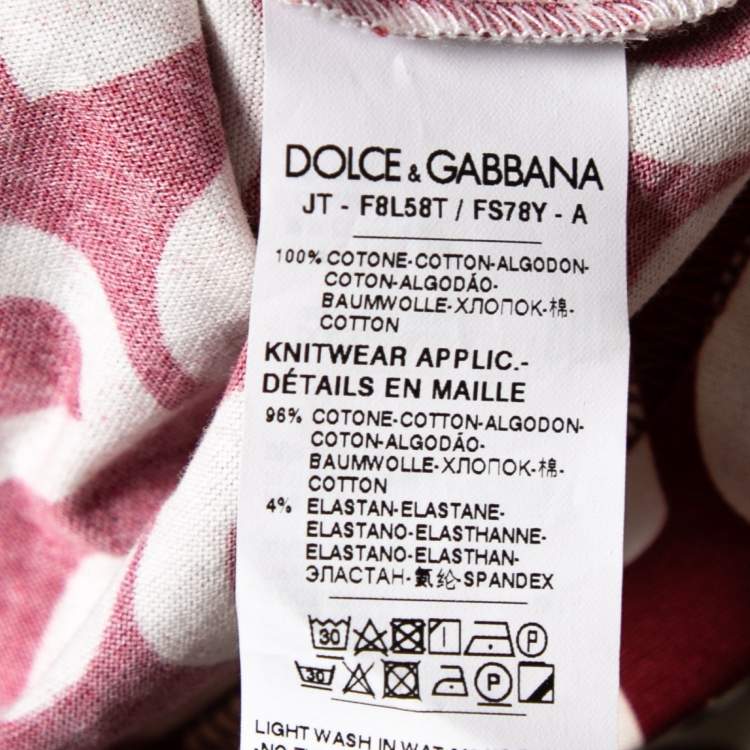 DOLCE & GABBANA
JT - F8L58T / FS78Y - A
100% COTONE-COTTON-ALGODON-
COTON-ALGODÃO-
BAUMWOLLE-ХЛОПОК-棉-
COTTON
KNITWEAR APPLIC.-
DÉTAILS EN MAILLE
96% COTONE-COTTON-ALGODON-
COTON-ALGODÃO-
BAUMWOLLE-ХЛОПОК-棉-
COTTON
4% ELASTAN-ELASTANE-
ELASTANO-ELASTHANNE-
ELASTANO-ELASTHAN-
ЭЛАСТАН-氨纶-SPANDEX
30 P
30 P
LIGHT WASH IN